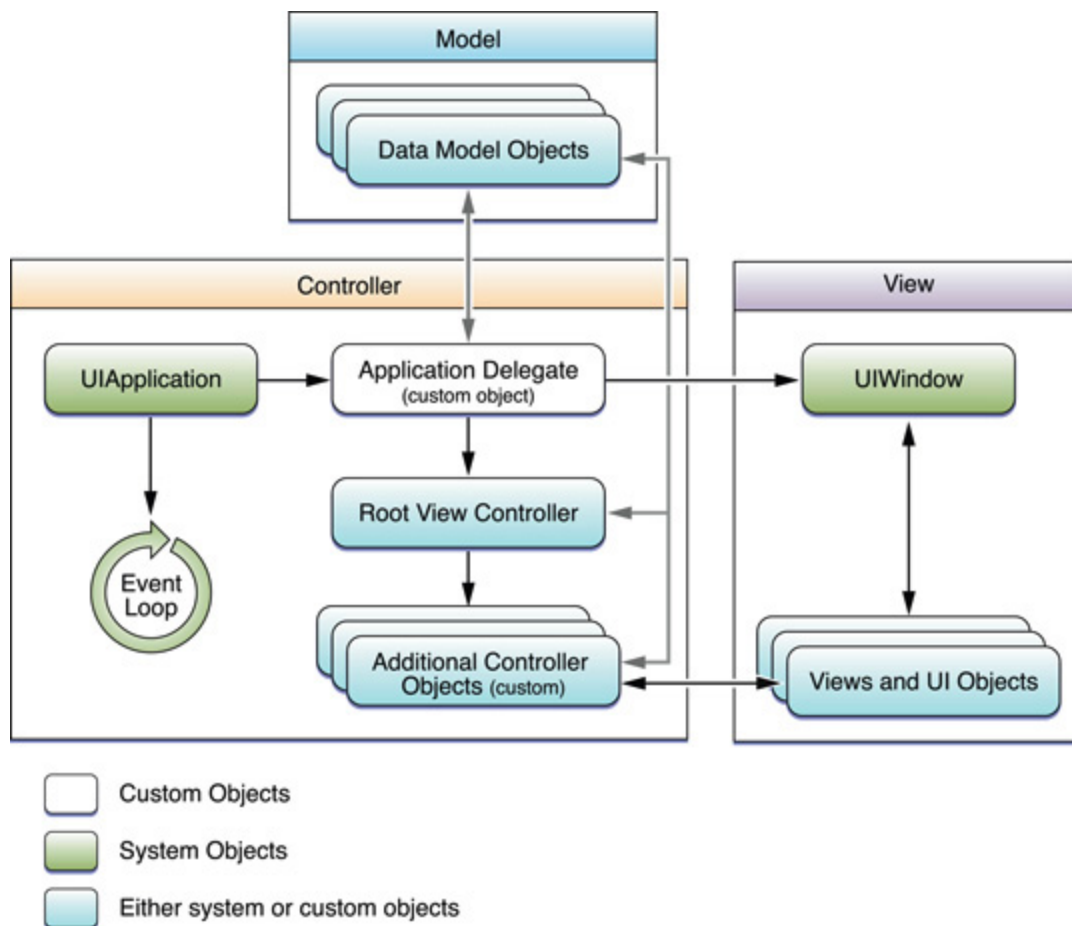 Model
Data Model Objects
Controller
View
UIApplication
Application Delegate
(custom object)
UIWindow
Root View Controller
Event
Loop
Additional Controller
Objects (custom)
Views and UI Objects
Custom Objects
System Objects
Either system or custom objects